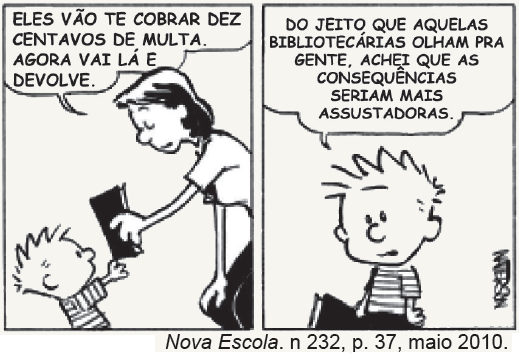 ELES VÃO TE COBRAR DEZ
CENTAVOS DE MULTA.
AGORA VAI LÁ E
DEVOLVE.
DO JEITO QUE AQUELAS
BIBLIOTECÁRIAS OLHAM PRA
GENTE, ACHEI QUE AS
CONSEQUÊNCIAS
SERIAM MAIS
ASSUSTADORAS.
WATTERSON
Nova Escola. n 232, p. 37, maio 2010.